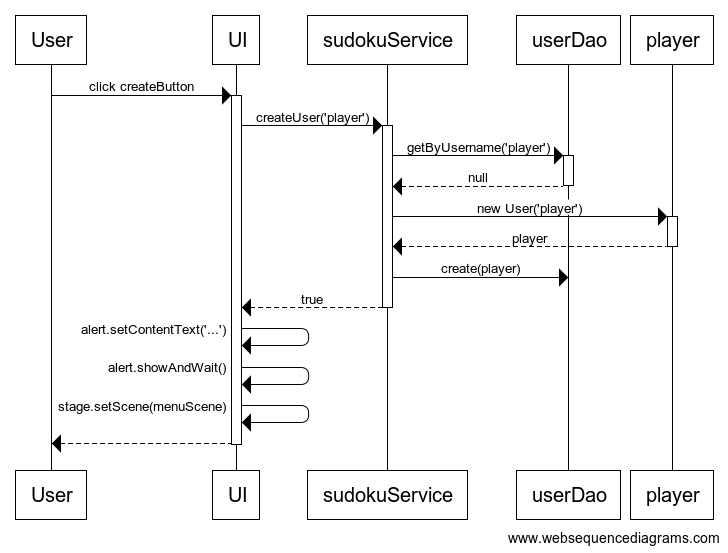 User UI sudokuService userDao player
click createButton
createUser('player')
getByUsername('player')
null
new User('player')
player
create(player)
true
alert.setContentText('...')
alert.showAndWait()
stage.setScene(menuScene)
User UI sudokuService userDao player
www.websequencediagrams.com